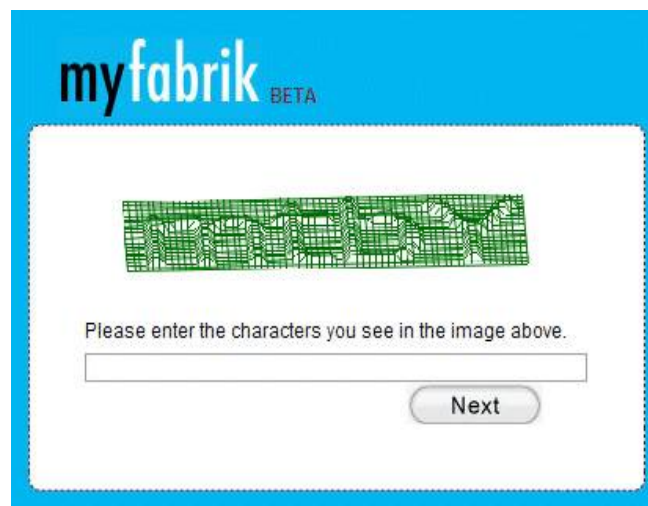 myfabrik BETA
Please enter the characters you see in the image above.
Next